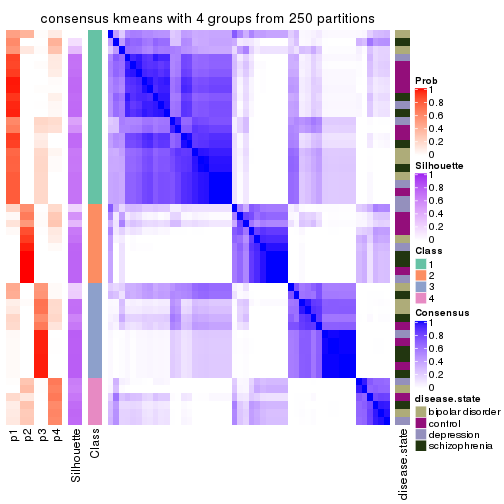 consensus kmeans with 4 groups from 250 partitions
Prob
1
0.8
0.6
0.4
0.2
0
Silhouette
1
0.8
0.6
0.4
0.2
0
Class
1
2
3
4
Consensus
1
0.8
0.6
0.4
0.2
0
disease.state
bipolar disorder
control
depression
schizophrenia
p1
p2
p3
p4
Silhouette
Class
disease.state